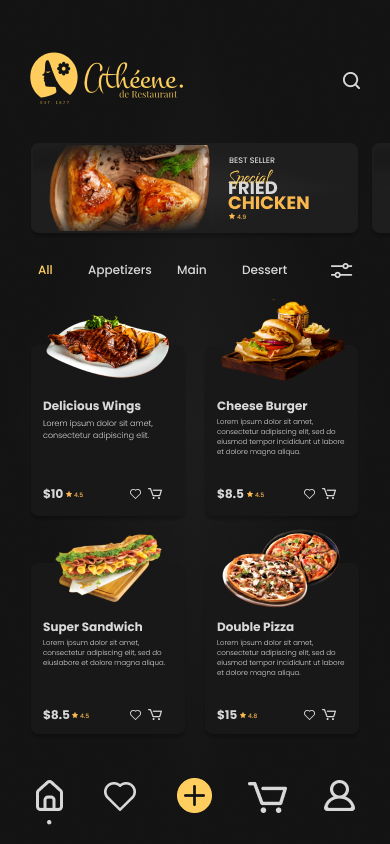 Athéene.
de Restaurant
EST. 1877
BEST SELLER
Special
FRIED
CHICKEN
4.9
All
Appetizers
Main
Dessert
Delicious Wings
Lorem ipsum dolor sit amet,
consectetur adipiscing elit.
$10
4.5
Cheese Burger
Lorem ipsum dolor sit amet,
consectetur adipiscing elit, sed do
eiusmod tempor incididunt ut labore
et dolore magna aliqua.
$8.5
4.5
Super Sandwich
Lorem ipsum dolor sit amet,
consectetur adipiscing elit, sed do
eiuslabore et dolore magna aliqua.
$8.5
4.5
Double Pizza
Lorem ipsum dolor sit amet,
consectetur adipiscing elit, sed do
eiusmod tempor incididunt ut labore
et dolore magna aliqua.
$15
4.8